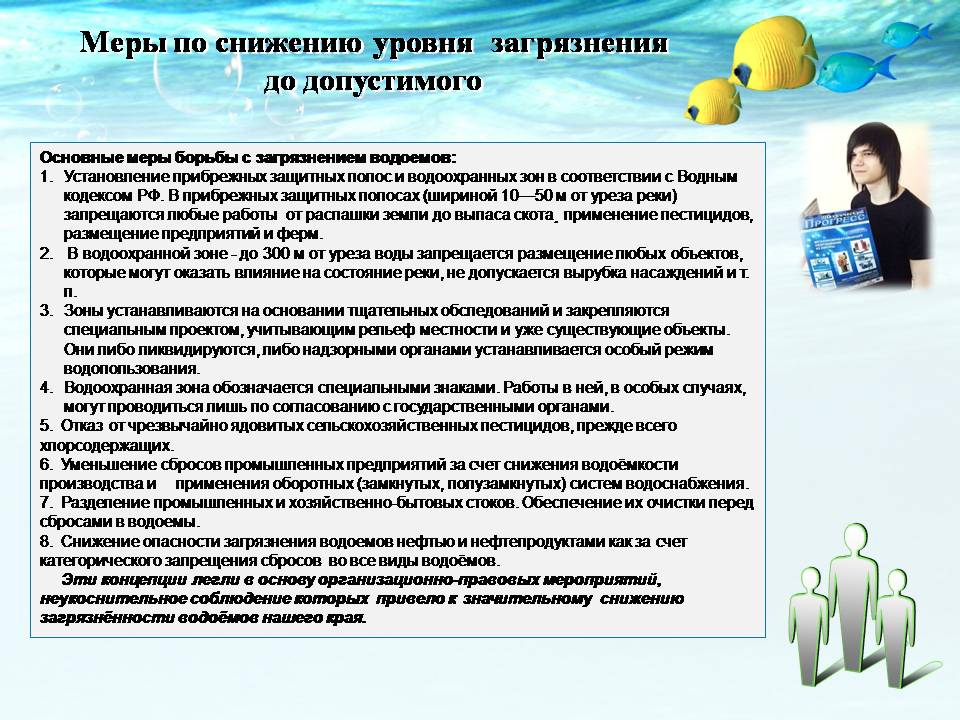 Меры по снижению уровня загрязнения
до допустимого
Основные меры борьбы с загрязнением водоемов:
1. Установление прибрежных защитных полос и водоохранных зон в соответствии с Водным
кодексом РФ. В прибрежных защитных полосах (шириной 10—50 м от уреза реки)
запрещаются любые работы от распашки земли до выпаса скота, применение пестицидов,
размещение предприятий и ферм.
2. В водоохранной зоне - до 300 м от уреза воды запрещается размещение любых объектов,
которые могут оказать влияние на состояние реки, не допускается вырубка насаждений и т.
п.
3. Зоны устанавливаются на основании тщательных обследований и закрепляются
специальным проектом, учитывающим рельеф местности и уже существующие объекты.
Они либо ликвидируются, либо надзорными органами устанавливается особый режим
водопользования.
4. Водоохранная зона обозначается специальными знаками. Работы в ней, в особых случаях,
могут проводиться лишь по согласованию с государственными органами.
5. Отказ от чрезвычайно ядовитых сельскохозяйственных пестицидов, прежде всего
хлорсодержащих.
6. Уменьшение сбросов промышленных предприятий за счет снижения водоёмкости
производства и применения оборотных (замкнутых, полузамкнутых) систем водоснабжения.
7. Разделение промышленных и хозяйственно-бытовых стоков. Обеспечение их очистки перед
сбросами в водоемы.
8. Снижение опасности загрязнения водоемов нефтью и нефтепродуктами как за счет
категорического запрещения сбросов во все виды водоёмов.
Эти концепции легли в основу организационно-правовых мероприятий,
неукоснительное соблюдение которых привело к значительному снижению
загрязнённости водоёмов нашего края.
ПРОГРЕСС